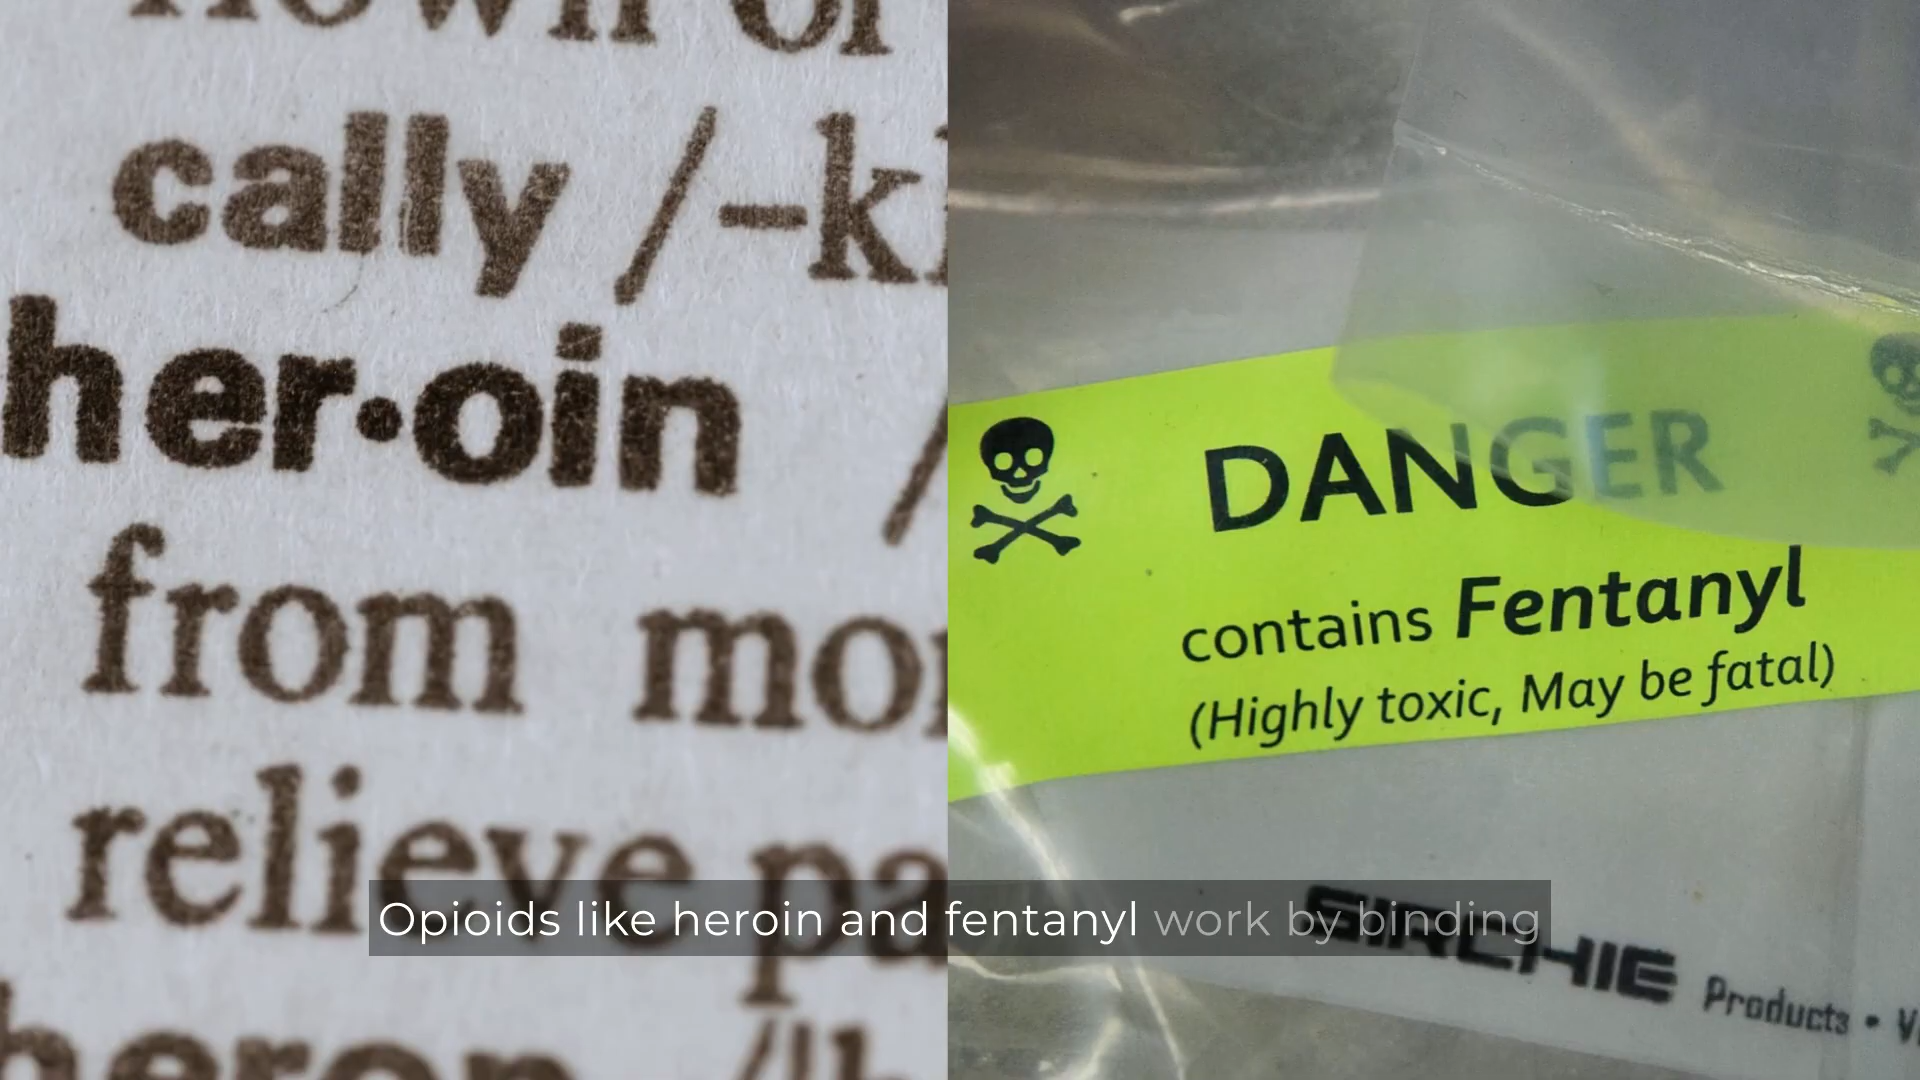 cally /-k
her·oin /
from mo
relieve pa
heron /
DANGER
contains Fentanyl
(Highly toxic, May be fatal)
SIRCHIE Products • V
Opioids like heroin and fentanyl work by binding